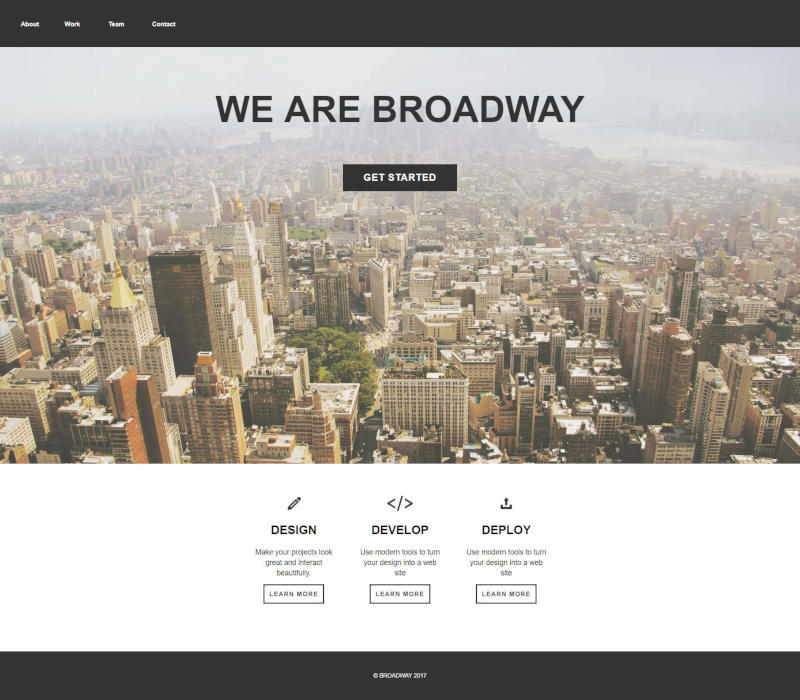 About Work Team Contact
WE ARE BROADWAY
GET STARTED
</>
DESIGN
Make your projects look
great and interact
beautifully.
LEARN MORE
DEVELOP
Use modern tools to turn
your design into a web
site
LEARN MORE
DEPLOY
Use modern tools to turn
your design into a web
site
LEARN MORE
© BROADWAY 2017